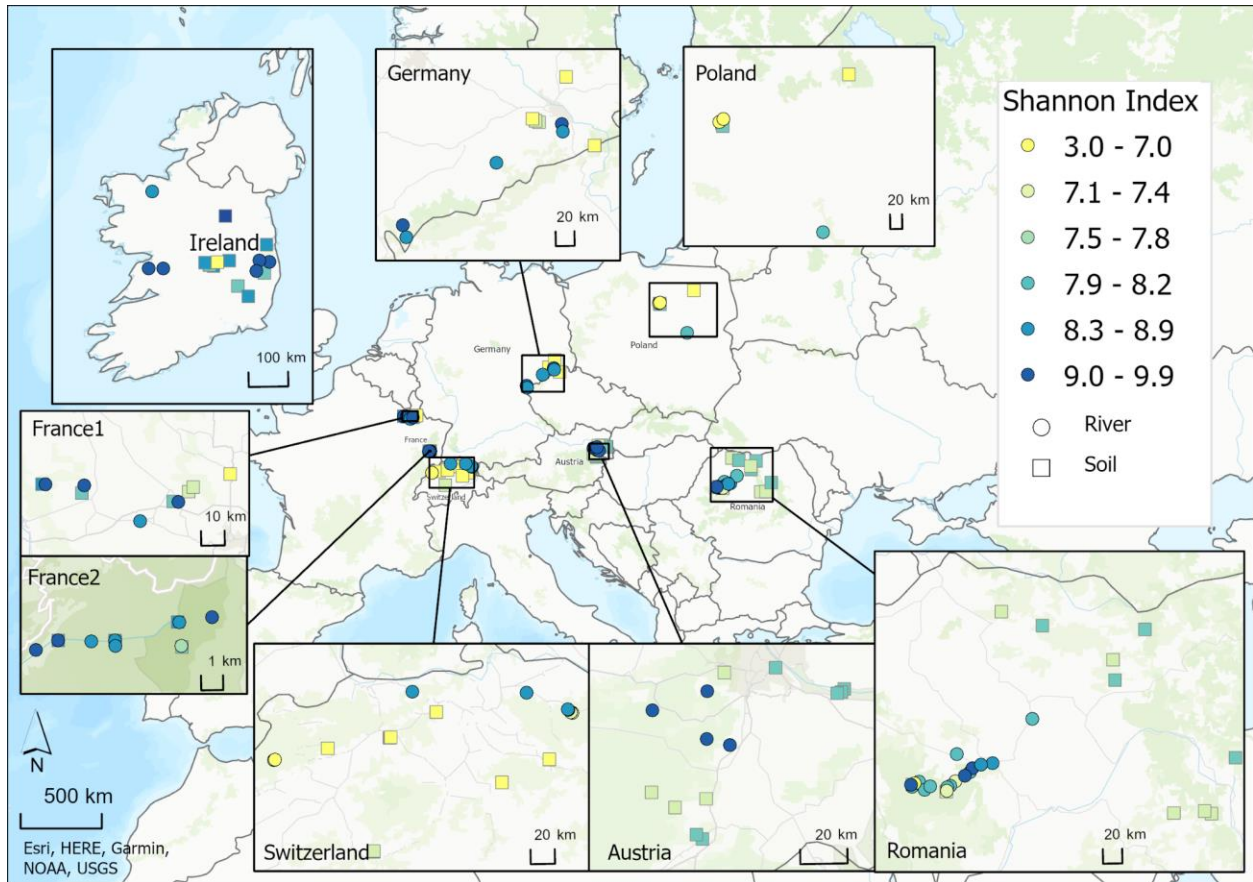 Germany
Poland
Shannon Index
3.0 - 7.0
7.1 - 7.4
7.5 - 7.8
7.9 - 8.2
8.3 - 8.9
9.0 - 9.9
River
Soil
Ireland
100 km
20 km
20 km
Germany
Poland
France
Austria
Switzerland
Romania
France1
10 km
France2
1 km
N
500 km
Esri, HERE, Garmin,
NOAA, USGS
Switzerland
20 km
Austria
20 km
Romania
20 km